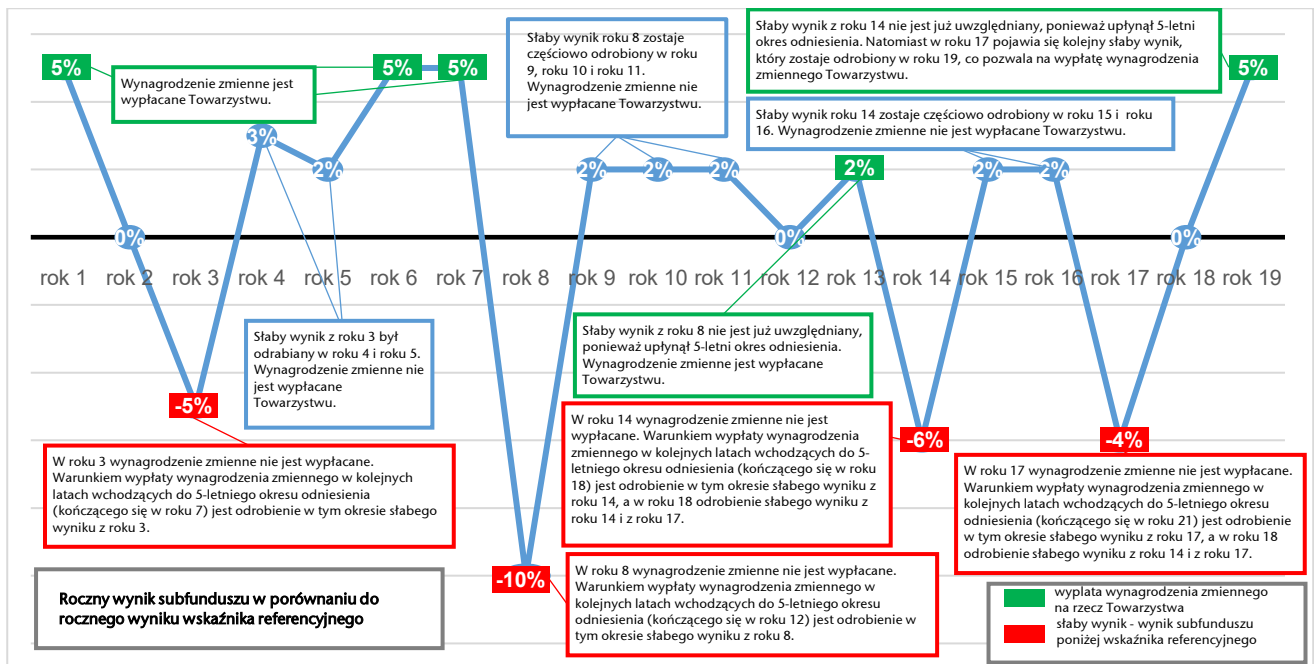 Słaby wynik z roku 14 nie jest już uwzględniany, ponieważ upłynął 5-letni
okres odniesienia. Natomiast w roku 17 pojawia się kolejny słaby wynik,
który zostaje odrobiony w roku 19, co pozwala na wypłatę wynagrodzenia
zmiennego Towarzystwu.
Słaby wynik roku 8 zostaje
częściowo odrobiony w roku
9, roku 10 i roku 11.
Wynagrodzenie zmienne nie
jest wypłacane Towarzystwu.
Wynagrodzenie zmienne jest
wypłacane Towarzystwu.
Słaby wynik roku 14 zostaje częściowo odrobiony w roku 15 i roku
16. Wynagrodzenie zmienne nie jest wypłacane Towarzystwu.
5%
0%
-5%
3%
2%
5%
5%
-10%
2%
2%
2%
0%
2%
-6%
2%
2%
-4%
0%
5%
rok 1 rok 2 rok 3 rok 4 rok 5 rok 6 rok 7 rok 8 rok 9 rok 10 rok 11 rok 12 rok 13 rok 14 rok 15 rok 16 rok 17 rok 18 rok 19
Słaby wynik z roku 3 był
odrabiany w roku 4 i roku 5.
Wynagrodzenie zmienne nie
jest wypłacane
Towarzystwu.
Słaby wynik z roku 8 nie jest już uwzględniany,
ponieważ upłynął 5-letni okres odniesienia.
Wynagrodzenie zmienne jest wypłacane
Towarzystwu.
W roku 3 wynagrodzenie zmienne nie jest wypłacane.
Warunkiem wypłaty wynagrodzenia zmiennego w kolejnych
latach wchodzących do 5-letniego okresu odniesienia
(kończącego się w roku 7) jest odrobienie w tym okresie słabego
wyniku z roku 3.
W roku 14 wynagrodzenie zmienne nie jest
wypłacane. Warunkiem wypłaty wynagrodzenia
zmiennego w kolejnych latach wchodzących do 5-
letniego okresu odniesienia (kończącego się w roku
18) jest odrobienie w tym okresie słabego wyniku z
roku 14, a w roku 18 odrobienie słabego wyniku z
roku 14 i z roku 17.
W roku 17 wynagrodzenie zmienne nie jest wypłacane.
Warunkiem wypłaty wynagrodzenia zmiennego w
kolejnych latach wchodzących do 5-letniego okresu
odniesienia (kończącego się w roku 21) jest odrobienie
w tym okresie słabego wyniku z roku 17, a w roku 18
odrobienie słabego wyniku z roku 14 i z roku 17.
W roku 8 wynagrodzenie zmienne nie jest wypłacane.
Warunkiem wypłaty wynagrodzenia zmiennego w
kolejnych latach wchodzących do 5-letniego okresu
odniesienia (kończącego się w roku 12) jest odrobienie w
tym okresie słabego wyniku z roku 8.
Roczny wynik subfunduszu w porównaniu do
rocznego wyniku wskaźnika referencyjnego
wyplata wynagrodzenia zmiennego
na rzecz Towarzystwa
słaby wynik - wynik subfunduszu
poniżej wskaźnika referencyjnego